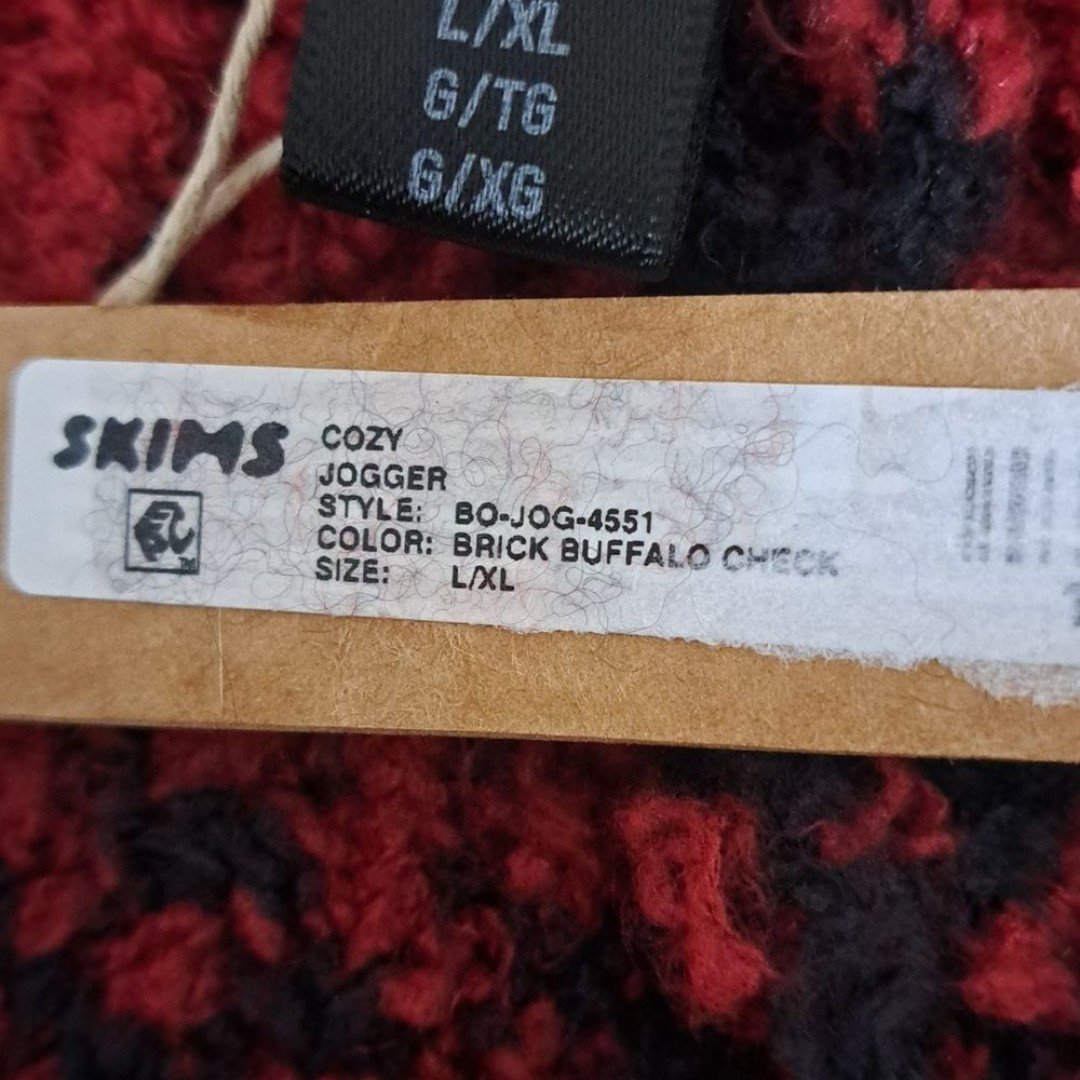 L/XL
G/TG
G/XG
SKIMS
COZY
JOGGER
STYLE: BO-JOG-4551
COLOR: BRICK BUFFALO CHECK
SIZE: L/XL